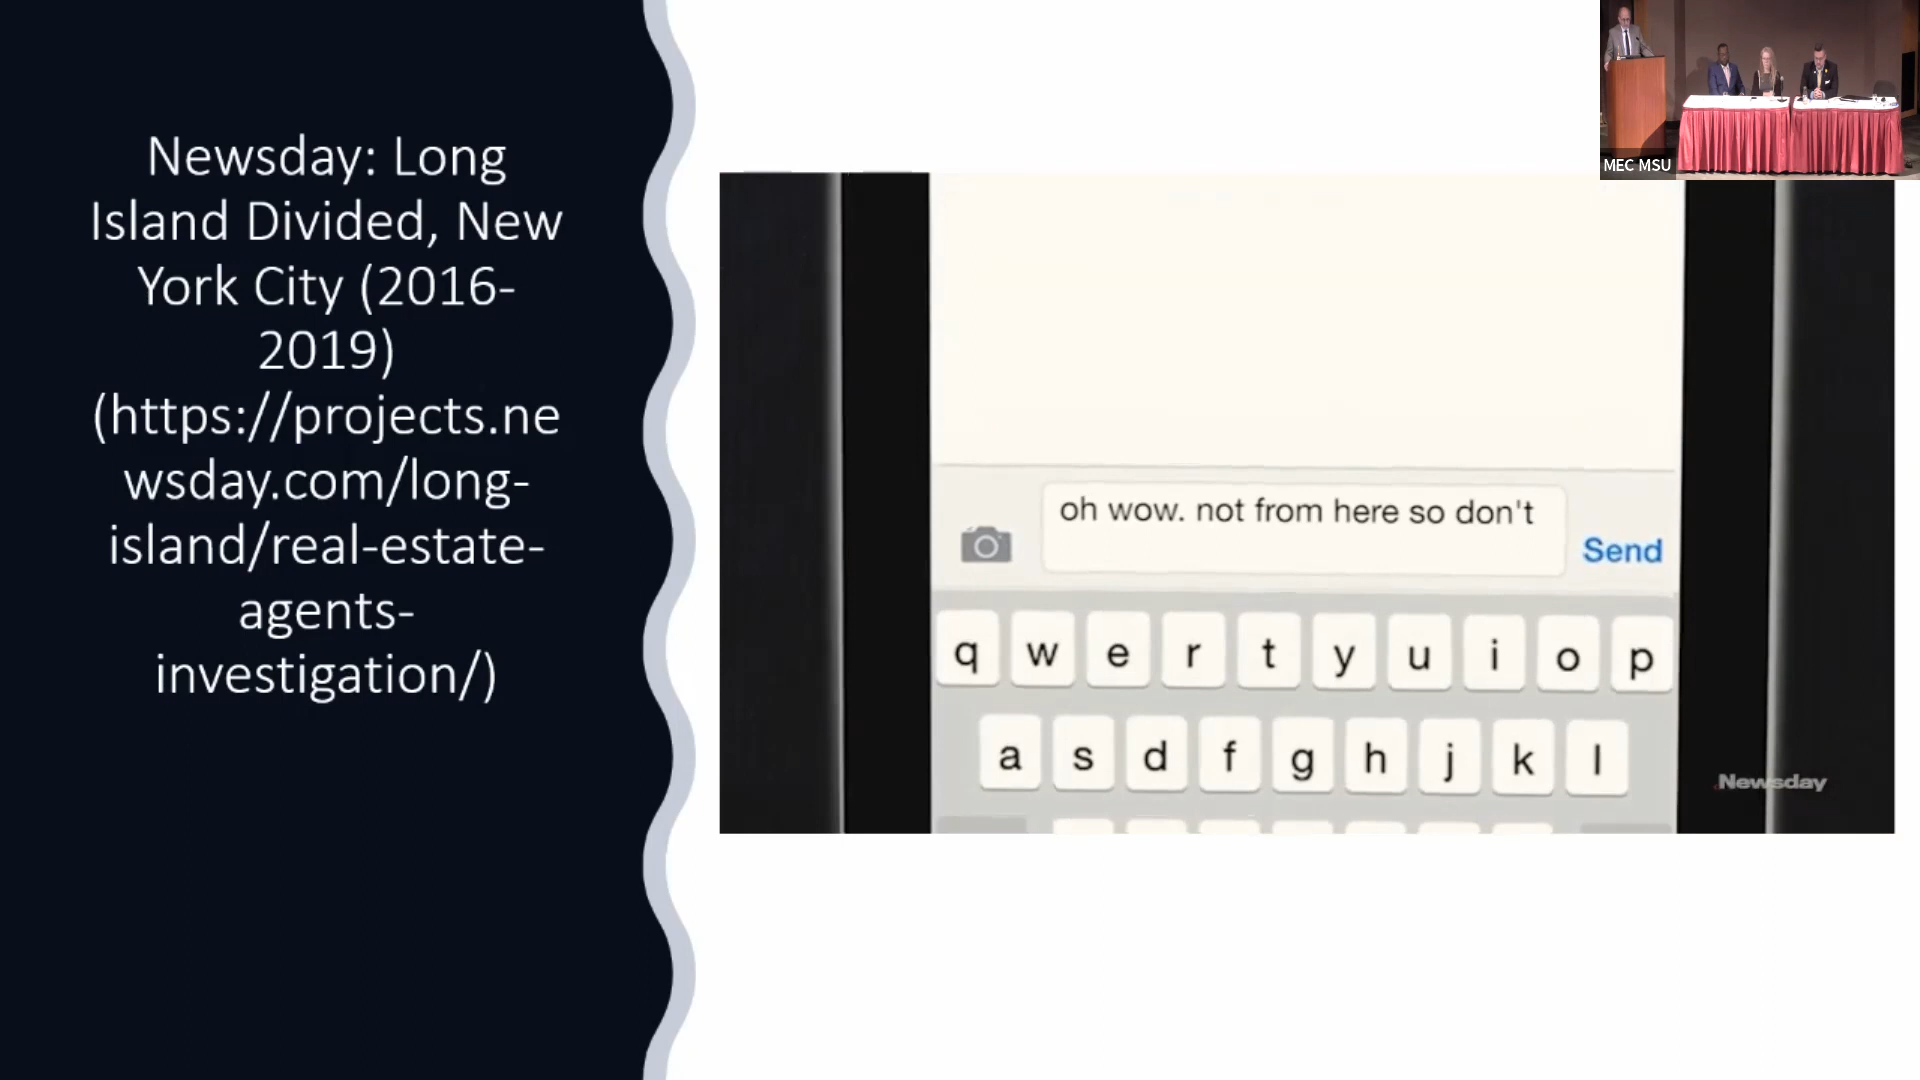 Newsday: Long
Island Divided, New
York City (2016-
2019)
(https://projects.ne
wsday.com/long-
island/real-estate-
agents-
investigation/)
MEC MSU
oh wow. not from here so don't
Send
q w e r t y u i o p
a s d f g h j k l
Newsday